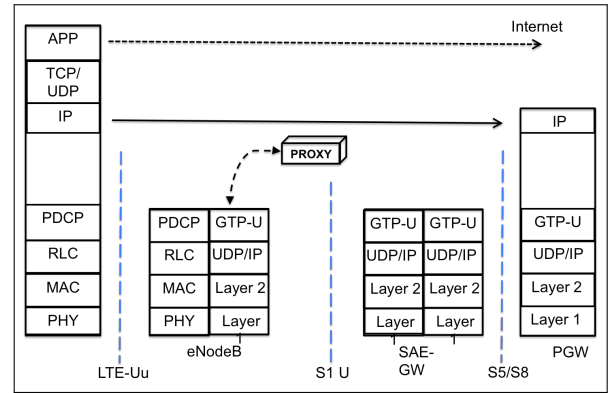 APP
Internet
TCP/
UDP
IP
IP
PROXY
PDCP
PDCP
GTP-U
GTP-U
GTP-U
GTP-U
RLC
RLC
UDP/IP
UDP/IP
UDP/IP
UDP/IP
MAC
MAC
Layer 2
Layer 2
Layer 2
Layer 2
PHY
PHY
Layer
Layer
Layer
Layer 1
eNodeB
SAE-
GW
PGW
LTE-Uu
S1 U
S5/S8